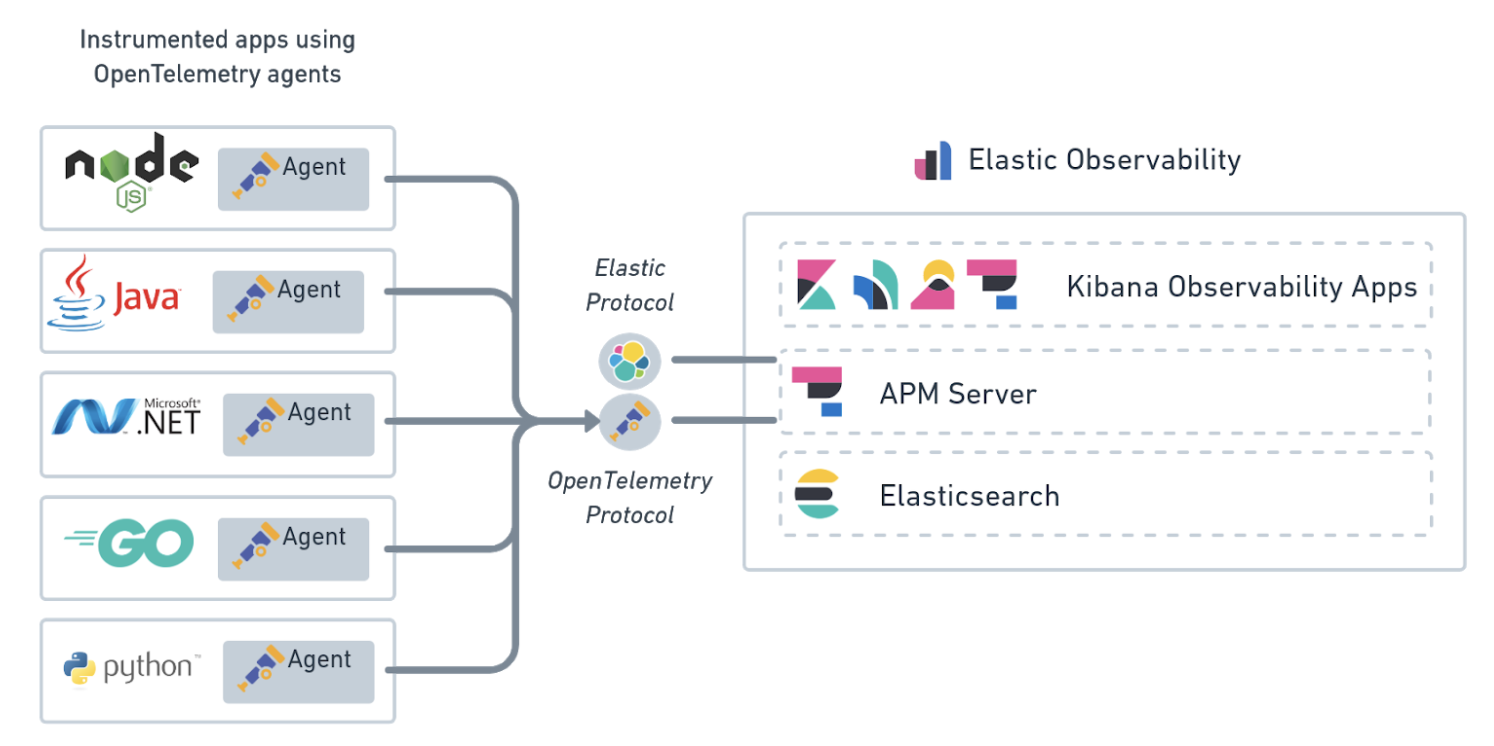 Instrumented apps using
OpenTelemetry agents
node
JS
Agent
Java
Agent
Microsoft®
.NET
Agent
GO
Agent
python™
Agent
Elastic
Protocol
OpenTelemetry
Protocol
Elastic Observability
Kibana Observability Apps
APM Server
Elasticsearch